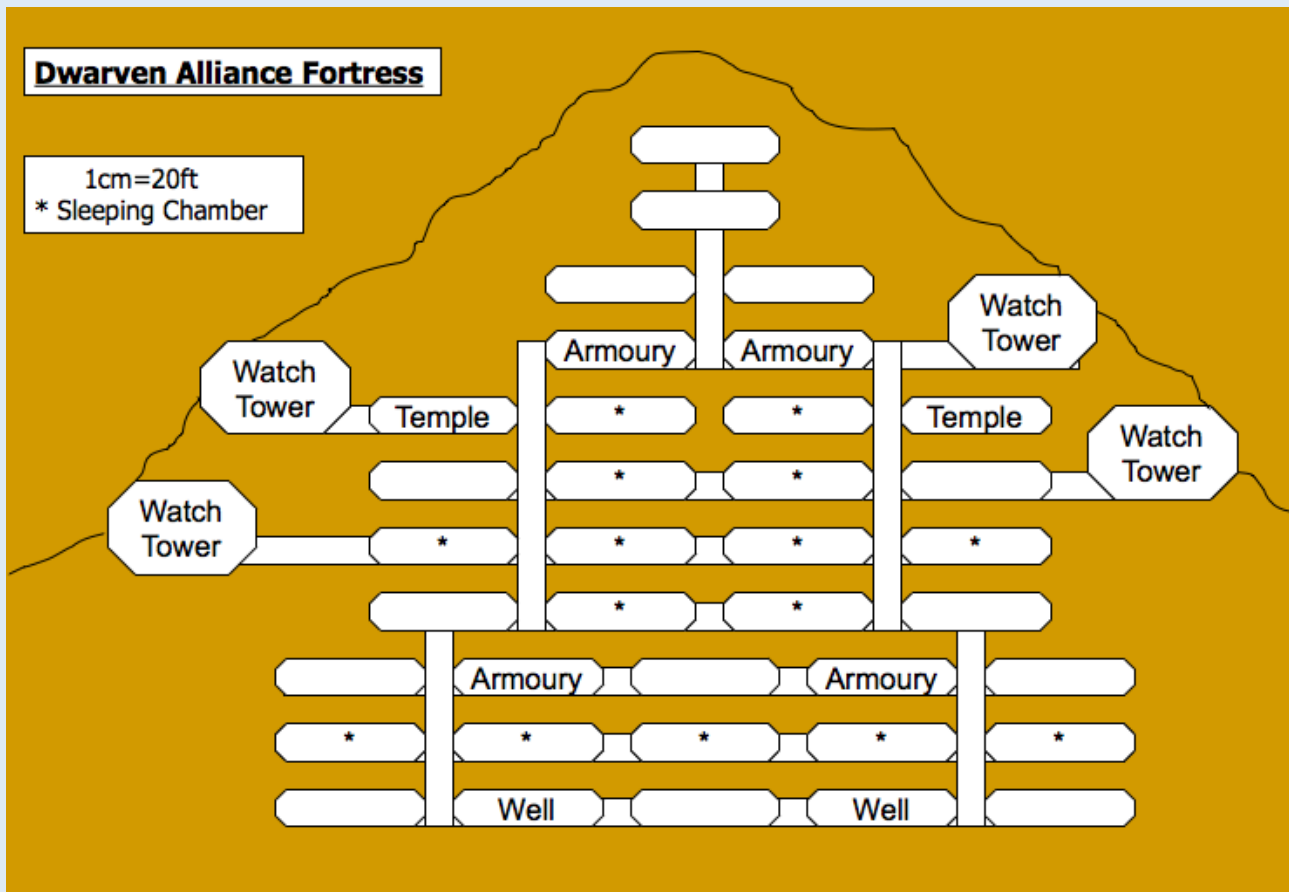 Dwarven Alliance Fortress
1cm=20ft
* Sleeping Chamber
Watch
Tower
Armoury
Armoury
Watch
Tower
Temple
*
*
Temple
Watch
Tower
*
*
Watch
Tower
*
*
*
*
*
*
Armoury
Armoury
*
*
*
*
*
Well
Well